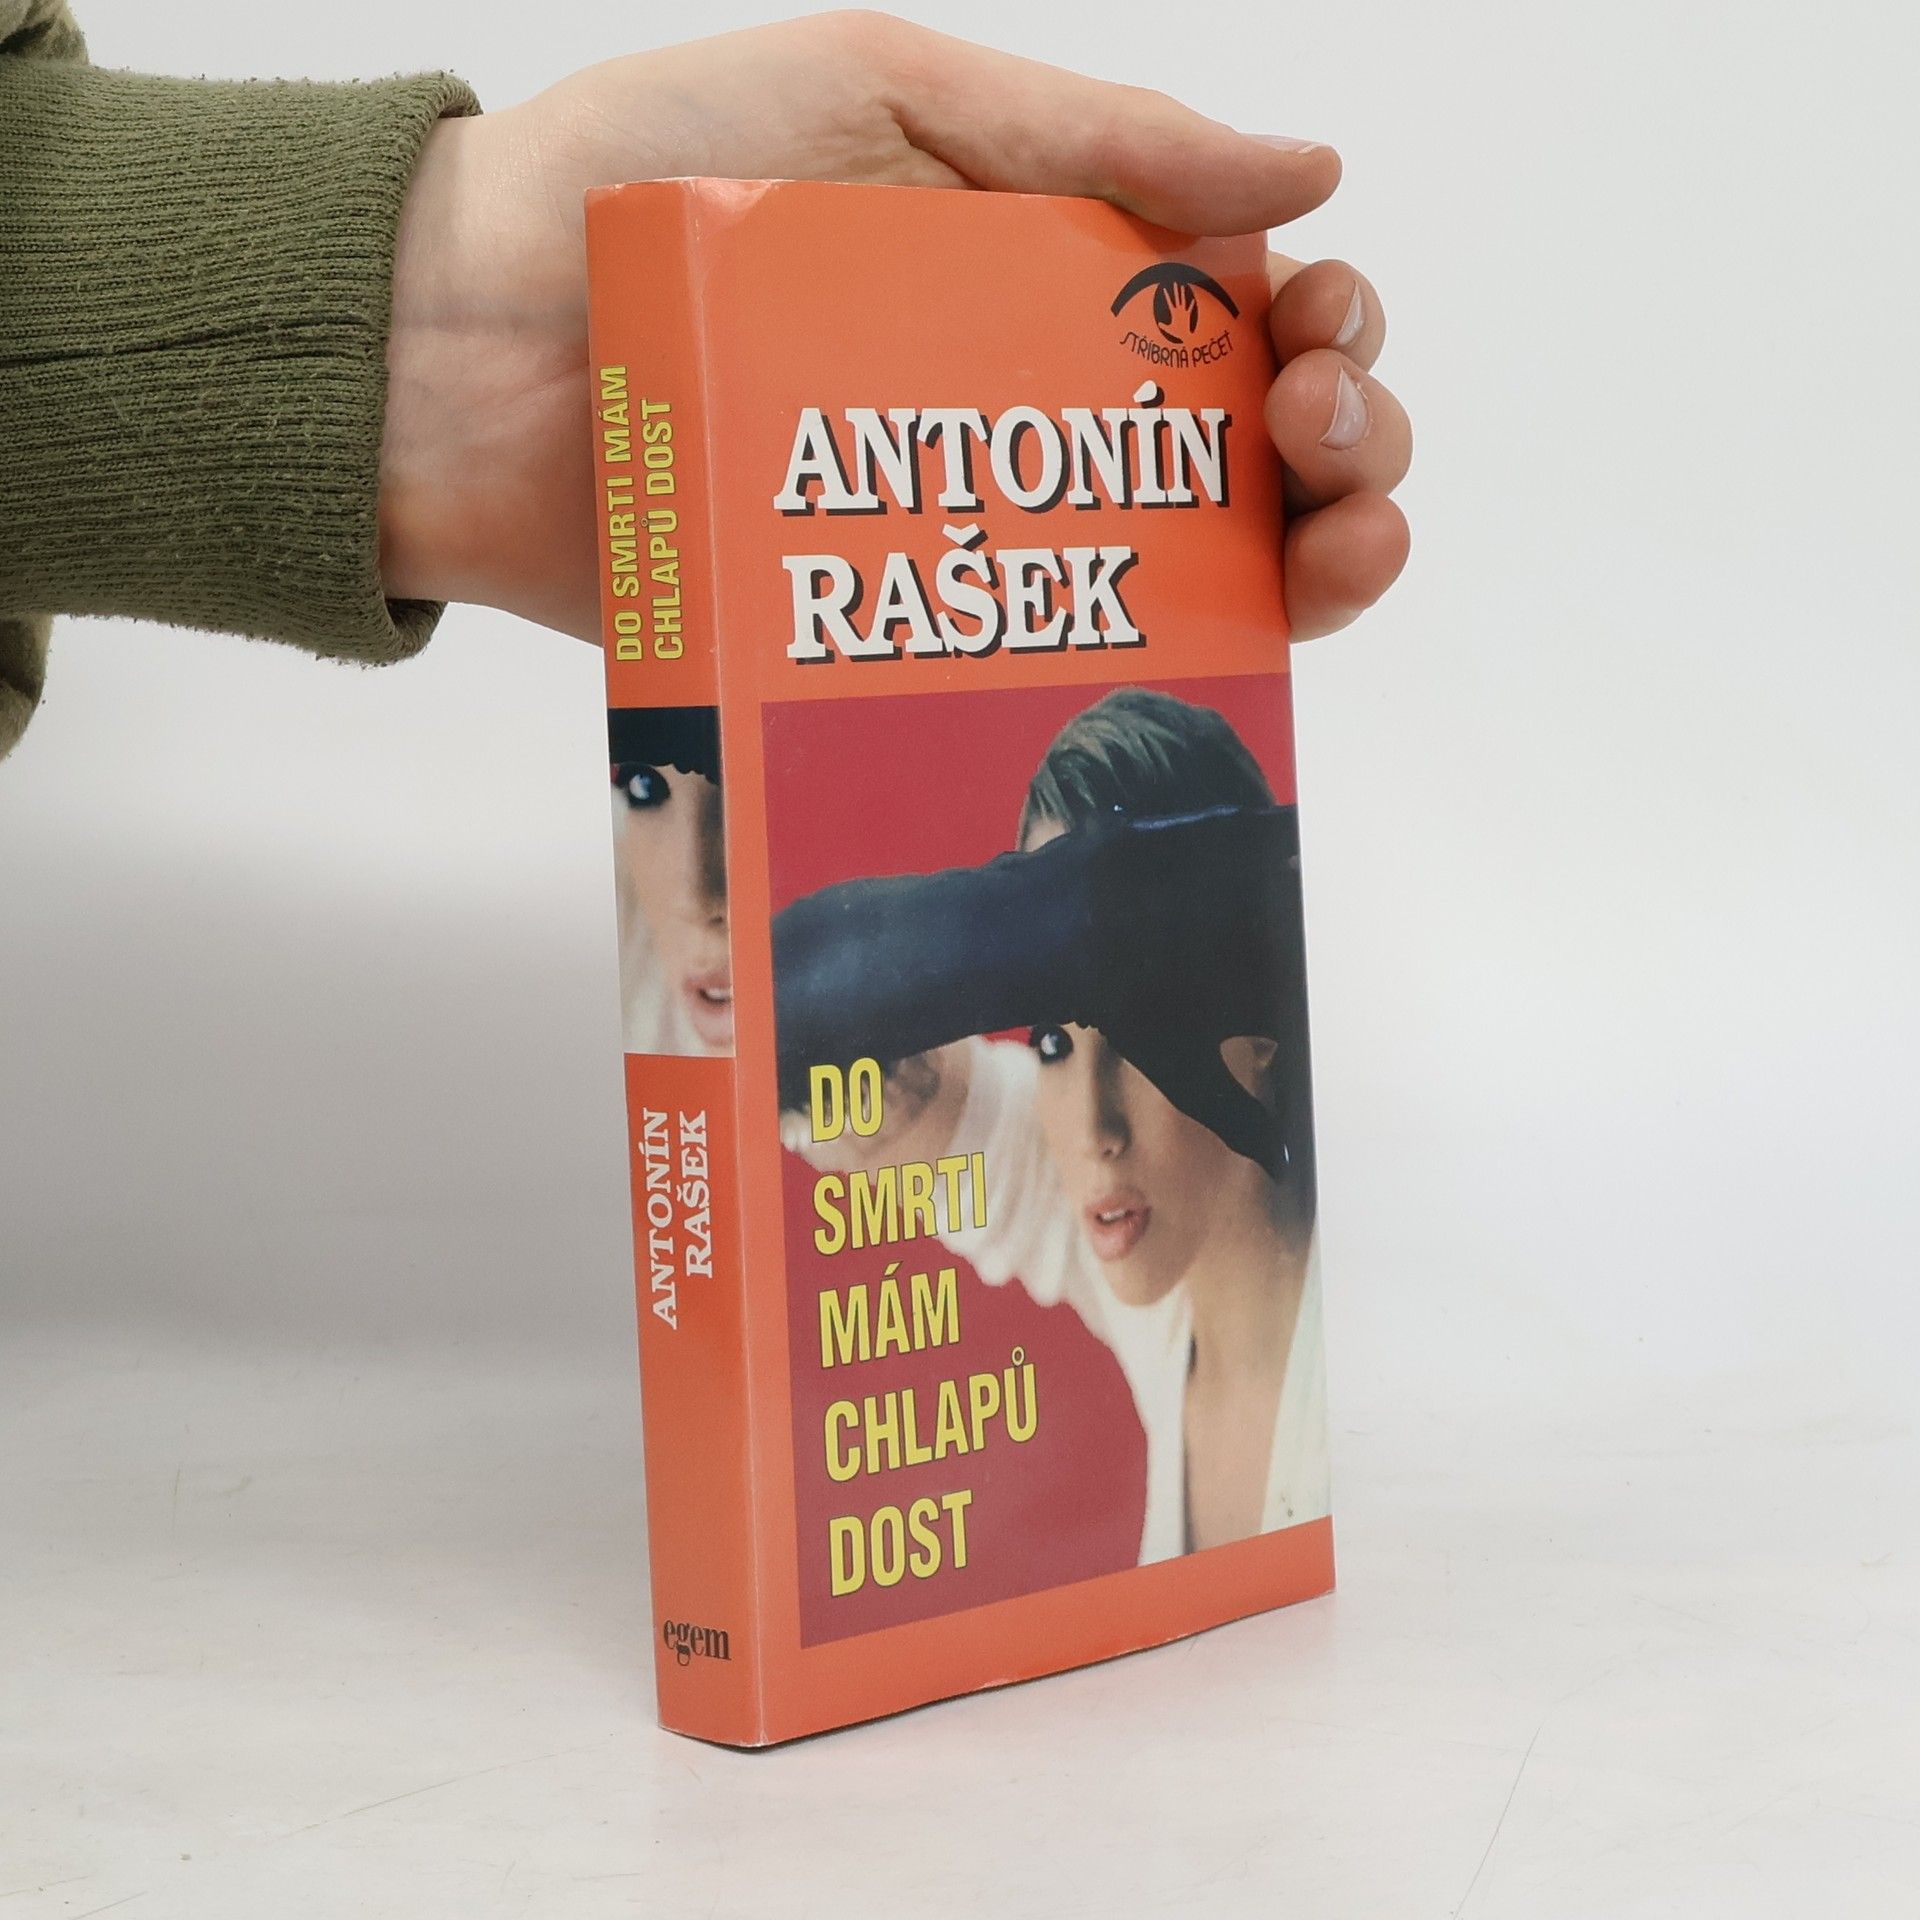 DO SMRTI MÁM
CHLAPŮ DOST
ANTONÍN
RAŠEK
egem
STŘÍBRNÁ PEČEŤ
ANTONÍN
RAŠEK
DO
SMRTI
MÁM
CHLAPŮ
DOST